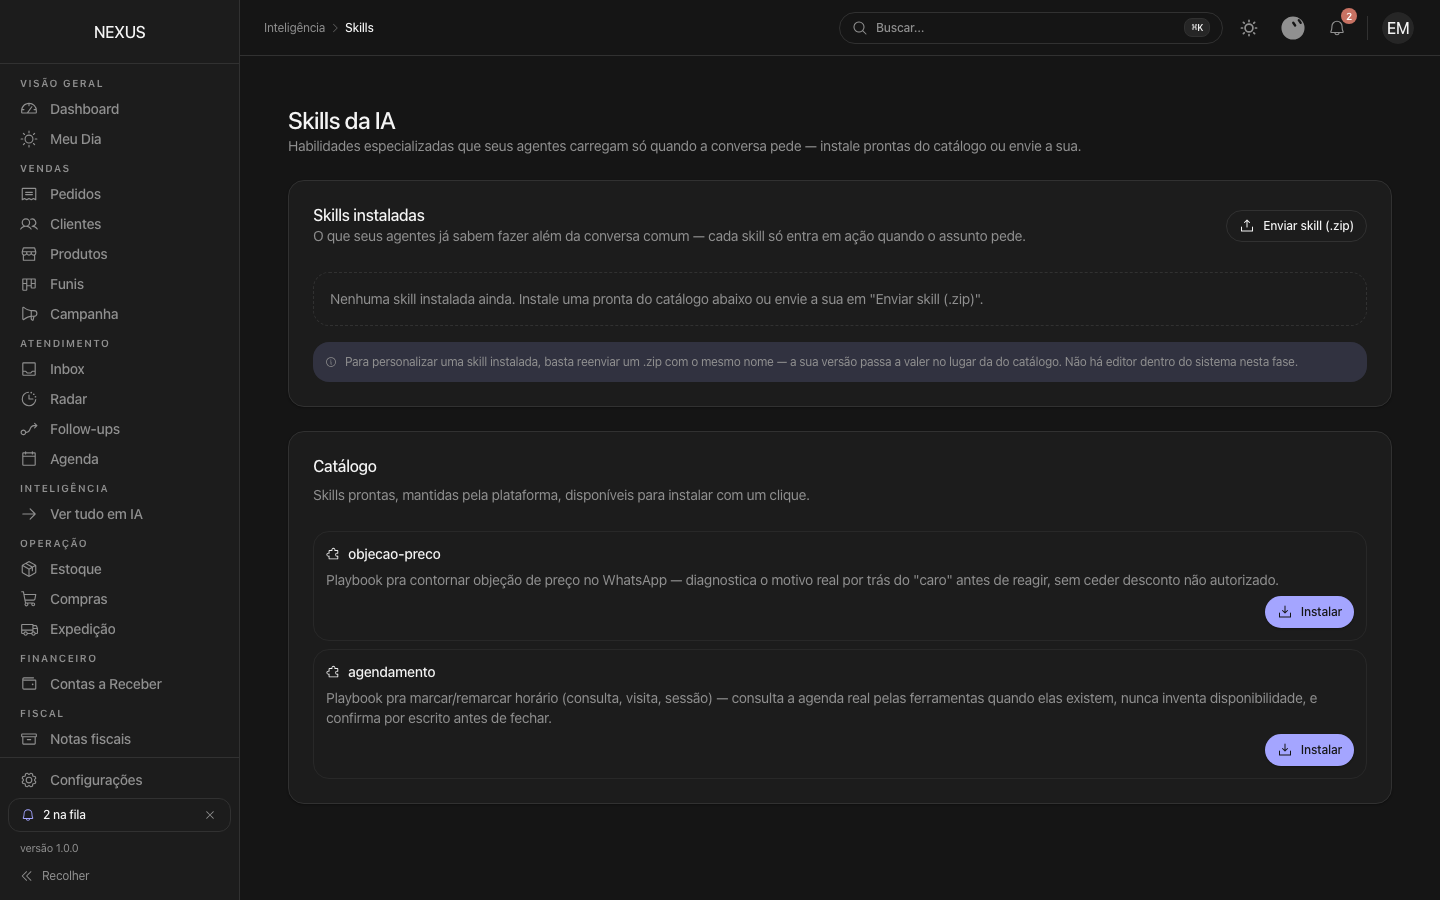 NEXUS
Inteligência
Skills
Buscar...
⌘K
2
EM
VISÃO GERAL
Dashboard
Meu Dia
VENDAS
Pedidos
Clientes
Produtos
Funis
Campanha
ATENDIMENTO
Inbox
Radar
Follow-ups
Agenda
INTELIGÊNCIA
Ver tudo em IA
OPERAÇÃO
Estoque
Compras
Expedição
FINANCEIRO
Contas a Receber
FISCAL
Notas fiscais
Configurações
2 na fila
versão 1.0.0
Recolher
Skills da IA
Habilidades especializadas que seus agentes carregam só quando a conversa pede — instale prontas do catálogo ou envie a sua.
Skills instaladas
O que seus agentes já sabem fazer além da conversa comum — cada skill só entra em ação quando o assunto pede.
Enviar skill (.zip)
Nenhuma skill instalada ainda. Instale uma pronta do catálogo abaixo ou envie a sua em "Enviar skill (.zip)".
Para personalizar uma skill instalada, basta reenviar um .zip com o mesmo nome — a sua versão passa a valer no lugar da do catálogo. Não há editor dentro do sistema nesta fase.
Catálogo
Skills prontas, mantidas pela plataforma, disponíveis para instalar com um clique.
objecao-preco
Playbook pra contornar objeção de preço no WhatsApp — diagnostica o motivo real por trás do "caro" antes de reagir, sem ceder desconto não autorizado.
Instalar
agendamento
Playbook pra marcar/remarcar horário (consulta, visita, sessão) — consulta a agenda real pelas ferramentas quando elas existem, nunca inventa disponibilidade, e
confirma por escrito antes de fechar.
Instalar